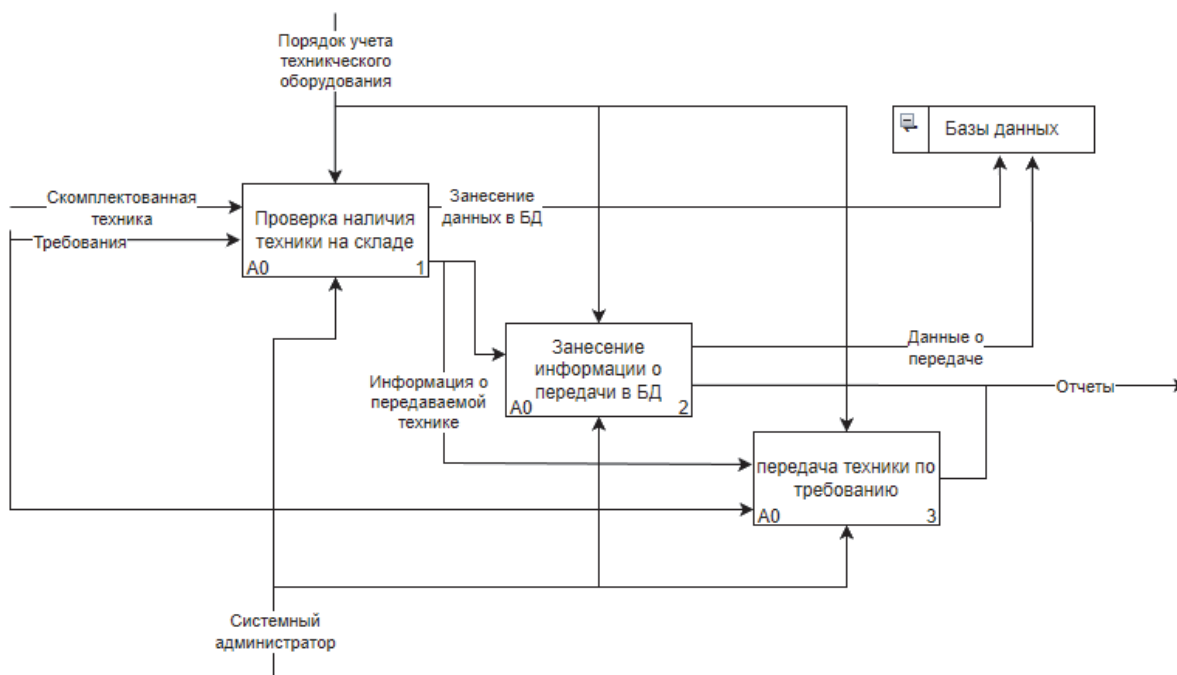 Порядок учета
техникческого
оборудования
Базы данных
Скомплектованная
техника
Требования
Проверка наличия
техники на складе
A0
1
Занесение
данных в БД
Занесение
информации о
передачи в БД
A0
2
Данные о
передаче
Отчеты
Информация о
передаваемой
технике
передача техники по
требованию
A0
3
Системный
администратор